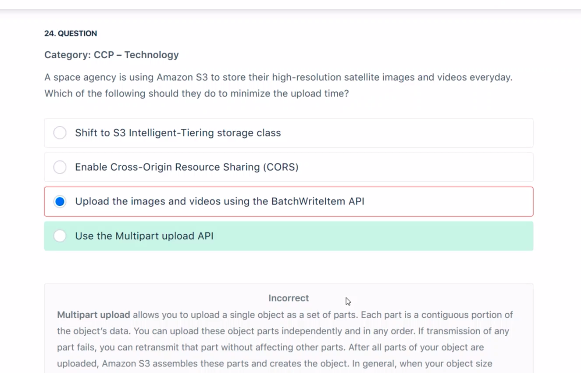 24. QUESTION
Category: CCP – Technology
A space agency is using Amazon S3 to store their high-resolution satellite images and videos everyday.
Which of the following should they do to minimize the upload time?
Shift to S3 Intelligent-Tiering storage class
Enable Cross-Origin Resource Sharing (CORS)
Upload the images and videos using the BatchWriteItem API
Use the Multipart upload API
Incorrect
Multipart upload allows you to upload a single object as a set of parts. Each part is a contiguous portion of
the object's data. You can upload these object parts independently and in any order. If transmission of any
part fails, you can retransmit that part without affecting other parts. After all parts of your object are
uploaded, Amazon S3 assembles these parts and creates the object. In general, when your object size